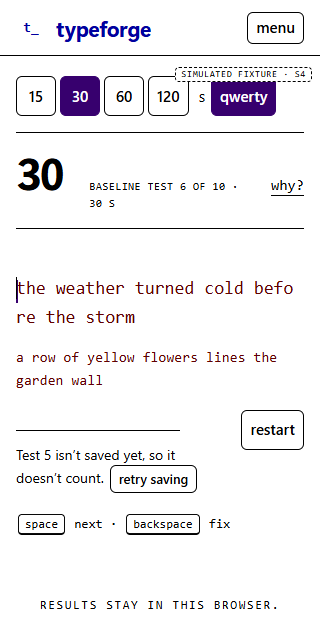 t_ typeforge menu
SIMULATED FIXTURE · S4
15 30 60 120 s qwerty
30 BASELINE TEST 6 OF 10 · why?
30 S
the weather turned cold befo
re the storm
a row of yellow flowers lines the
garden wall
restart
Test 5 isn’t saved yet, so it
doesn’t count. retry saving
space next · backspace fix
RESULTS STAY IN THIS BROWSER.